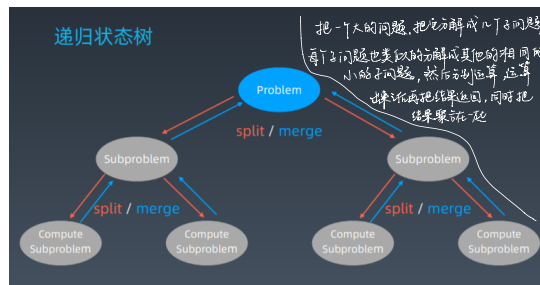 递归状态树
把一个大的问题,把它分解成几个子问题
每个子问题也类似的分解成其他的相同的
小的子问题,然后分别运算 运算
出来后再把结果返回,同时把
结果聚合在一起
Problem
split / merge
Subproblem
Subproblem
split / merge
split / merge
Compute
Subproblem
Compute
Subproblem
Compute
Subproblem
Compute
Subproblem